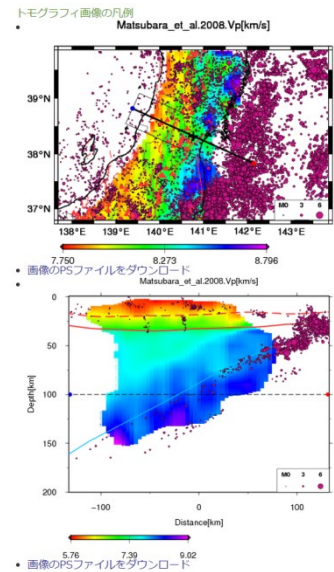 トモグラフィ画像の凡例
Matsubara_et_al.2008.Vp[km/s]
39°N
38°N
37°N
M0 3 6
138°E 139°E 140°E 141°E 142°E 143°E
7.750 8.273 8.796
画像のPSファイルをダウンロード
Matsubara_et_al.2008.Vp[km/s]
0
50
100
150
200
Depth[km]
M0 3 6
−100 0 100
Distance[km]
5.76 7.39 9.02
画像のPSファイルをダウンロード